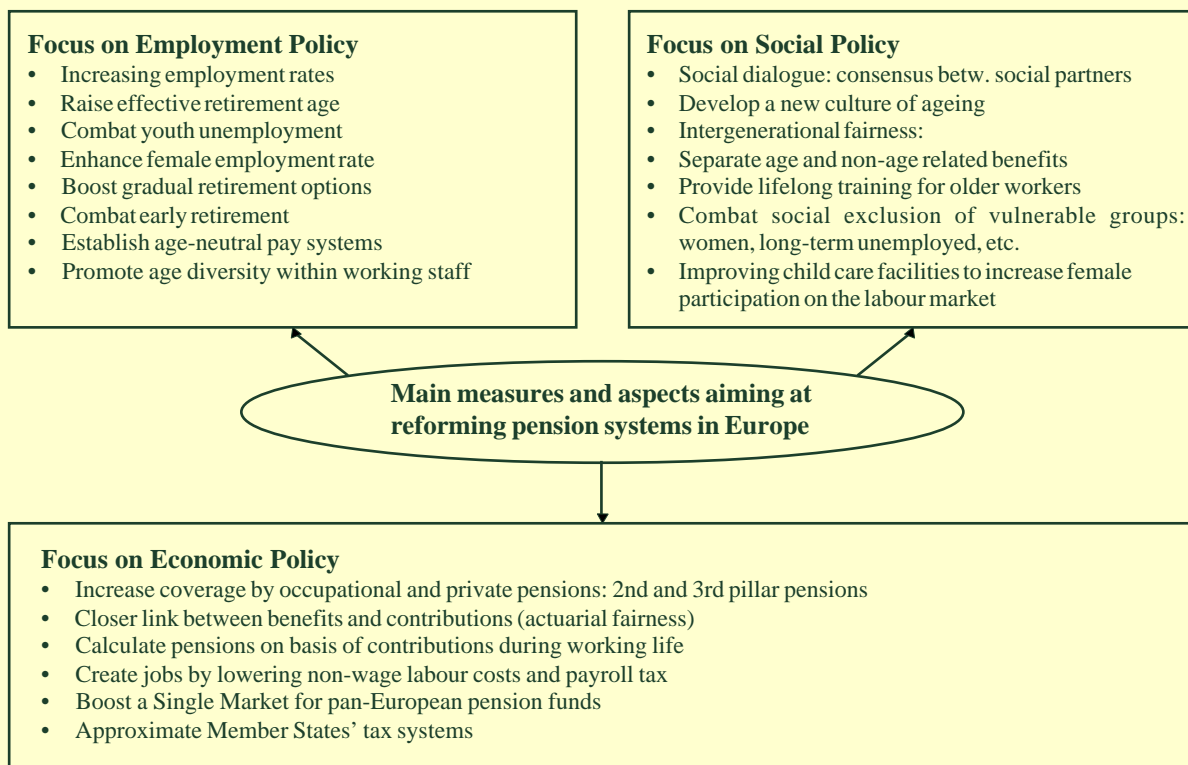 Focus on Employment Policy
• Increasing employment rates
• Raise effective retirement age
• Combat youth unemployment
• Enhance female employment rate
• Boost gradual retirement options
• Combat early retirement
• Establish age-neutral pay systems
• Promote age diversity within working staff
Focus on Social Policy
• Social dialogue: consensus betw. social partners
• Develop a new culture of ageing
• Intergenerational fairness:
• Separate age and non-age related benefits
• Provide lifelong training for older workers
• Combat social exclusion of vulnerable groups:
women, long-term unemployed, etc.
• Improving child care facilities to increase female
participation on the labour market
Main measures and aspects aiming at
reforming pension systems in Europe
Focus on Economic Policy
• Increase coverage by occupational and private pensions: 2nd and 3rd pillar pensions
• Closer link between benefits and contributions (actuarial fairness)
• Calculate pensions on basis of contributions during working life
• Create jobs by lowering non-wage labour costs and payroll tax
• Boost a Single Market for pan-European pension funds
• Approximate Member States’ tax systems